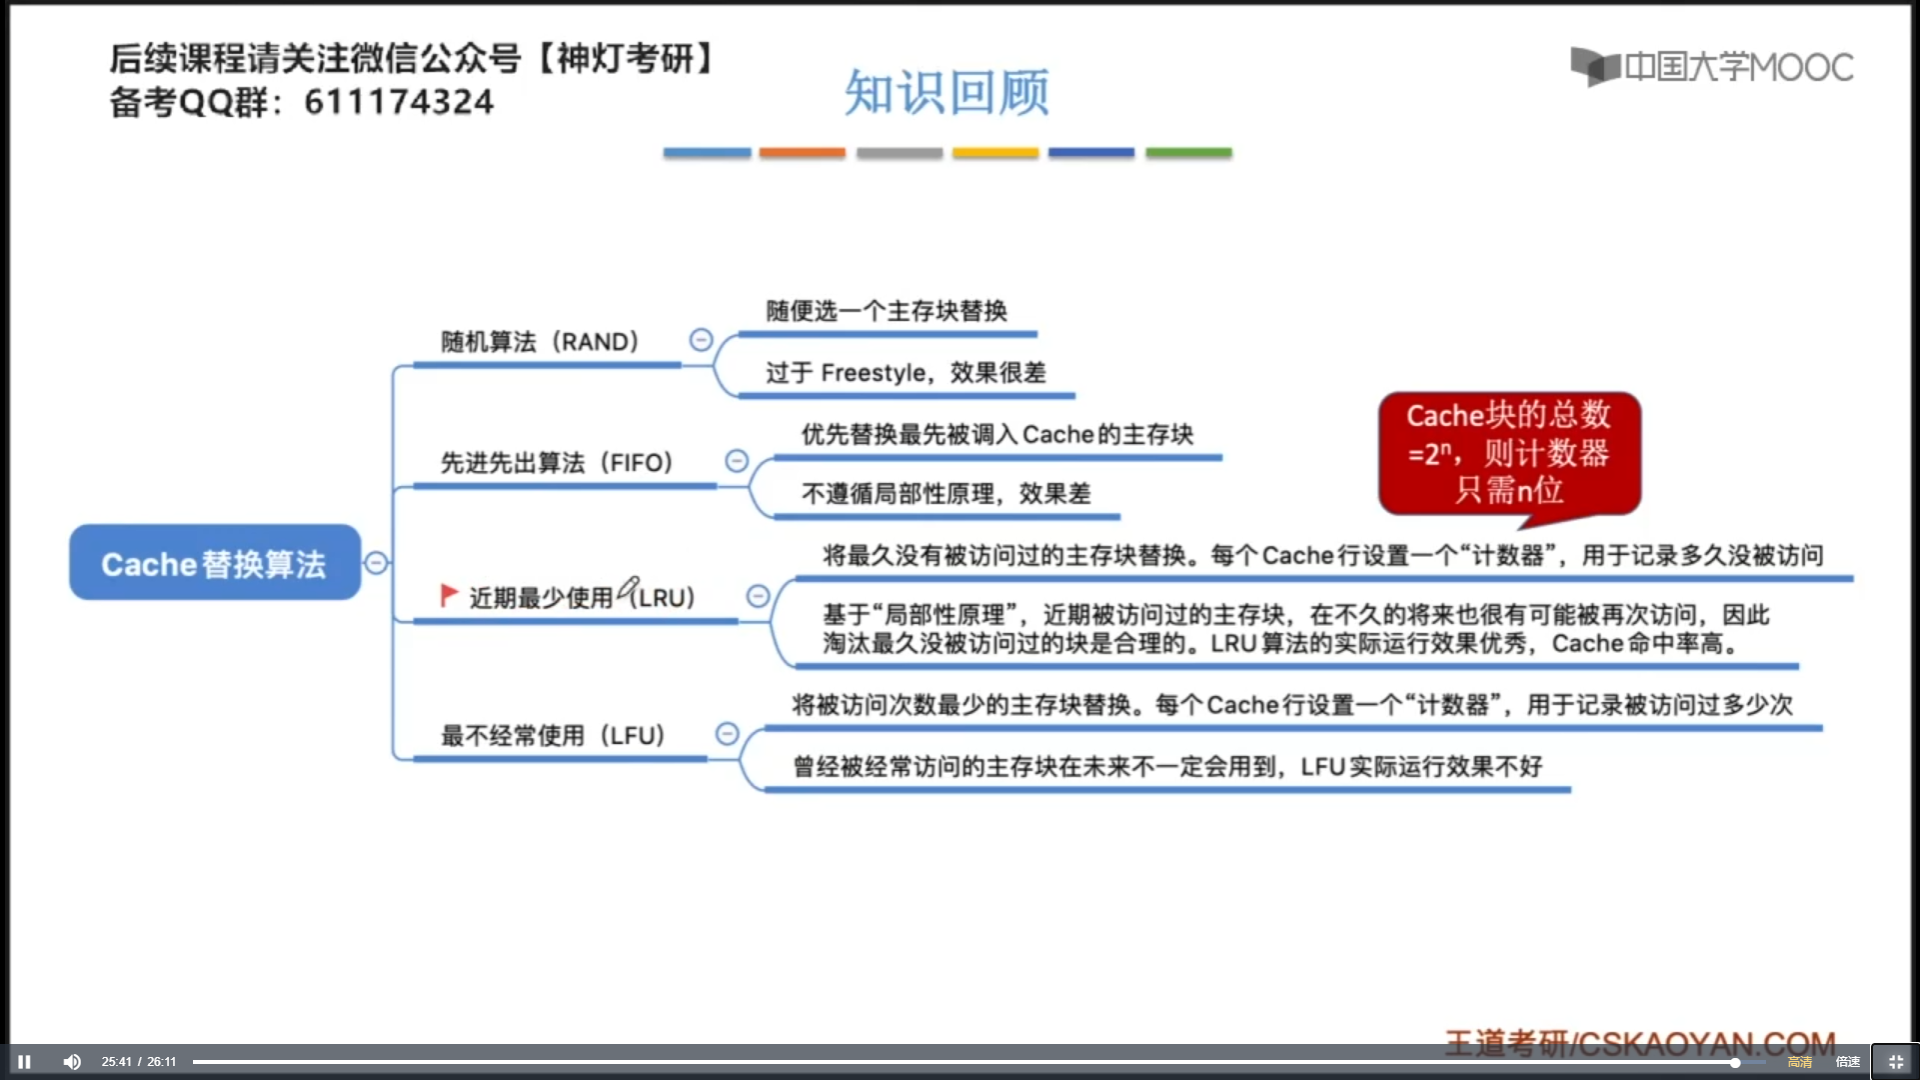 后续课程请关注微信公众号【神灯考研】
备考QQ群：611174324
知识回顾
中国大学MOOC
随便选一个主存块替换
随机算法（RAND）
过于 Freestyle，效果很差
Cache块的总数
=2ⁿ，则计数器
只需n位
优先替换最先被调入Cache的主存块
先进先出算法（FIFO）
不遵循局部性原理，效果差
Cache替换算法
将最久没有被访问过的主存块替换。每个Cache行设置一个“计数器”，用于记录多久没被访问
近期最少使用（LRU）
基于“局部性原理”，近期被访问过的主存块，在不久的将来也很有可能被再次访问，因此
淘汰最久没被访问过的块是合理的。LRU算法的实际运行效果优秀，Cache命中率高。
将被访问次数最少的主存块替换。每个Cache行设置一个“计数器”，用于记录被访问过多少次
最不经常使用（LFU）
曾经被经常访问的主存块在未来不一定会用到，LFU实际运行效果不好
王道考研/CSKAOYAN.COM
25:41 / 26:11
高清 倍速